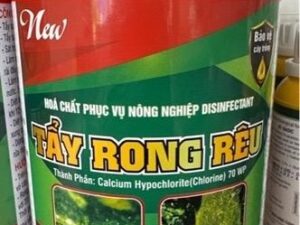 New
Bảo vệ
cây trồng
HOÁ CHẤT PHỤC VỤ NÔNG NGHIỆP DISINFECTANT
TẨY RONG RÊU
Thành Phần: Calcium Hypochlorite(Chlorine) 70 WP